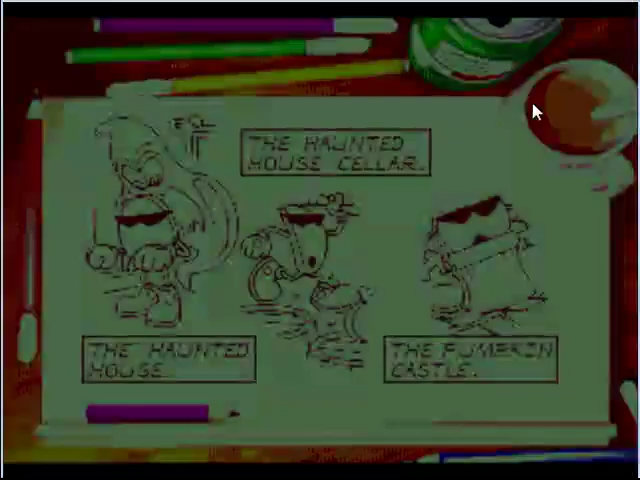 THE HAUNTED
HOUSE CELLAR.
THE HAUNTED
HOUSE.
THE PUMPKIN
CASTLE.